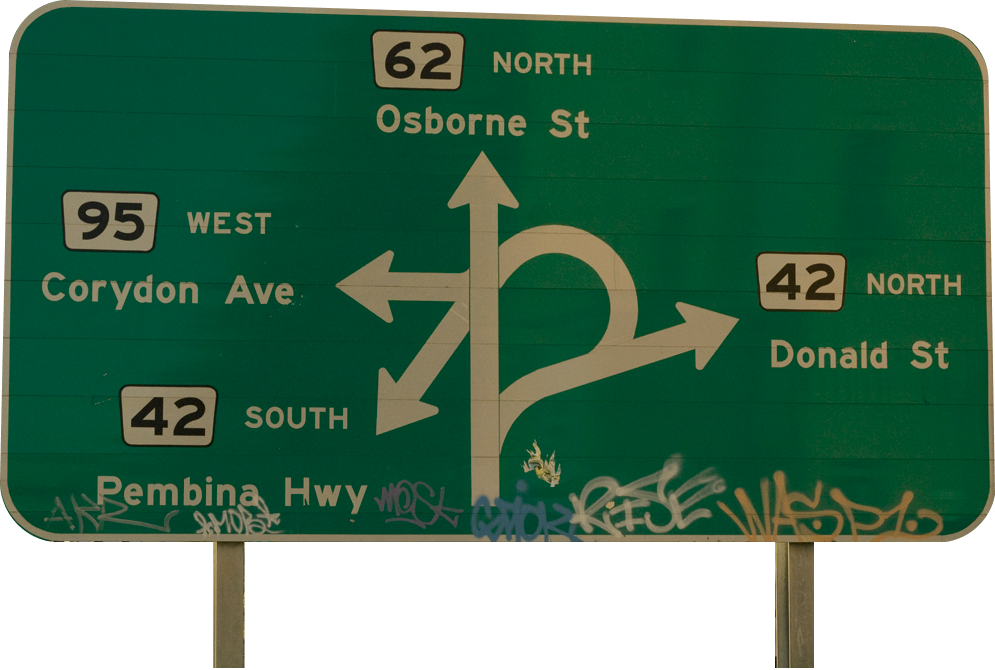 62 NORTH
Osborne St
95 WEST
Corydon Ave
42 NORTH
Donald St
42 SOUTH
Pembina Hwy